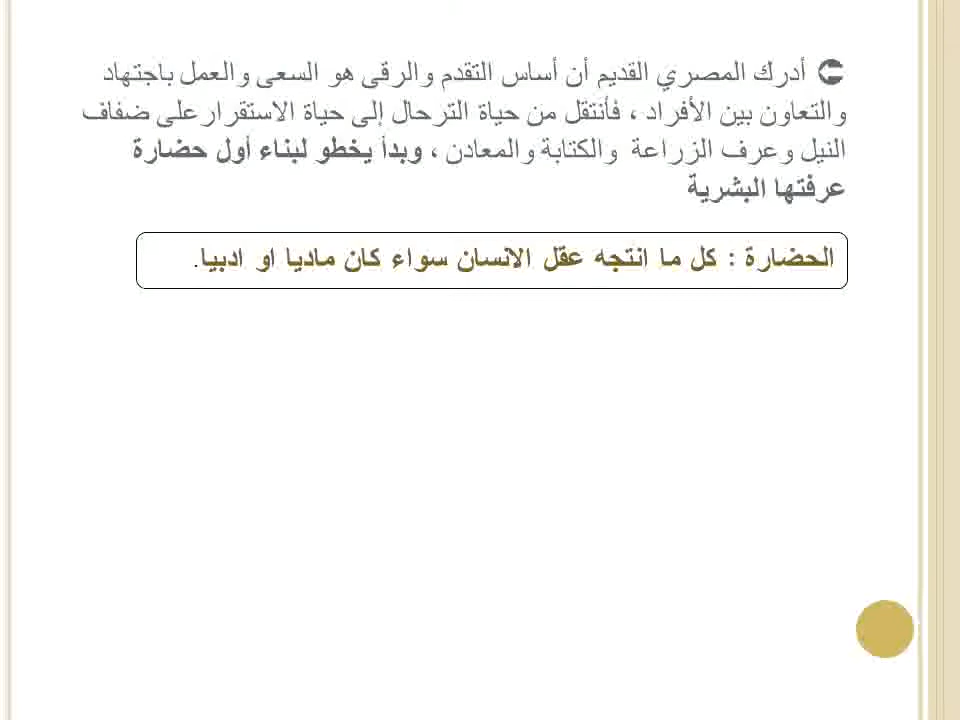 أدرك المصري القديم أن أساس التقدم والرقى هو السعى والعمل باجتهاد
والتعاون بين الأفراد ، فأنتقل من حياة الترحال إلى حياة الاستقرارعلى ضفاف
النيل وعرف الزراعة والكتابة والمعادن ، وبدأ يخطو لبناء أول حضارة
عرفتها البشرية
الحضارة : كل ما انتجه عقل الانسان سواء كان ماديا او ادبيا.